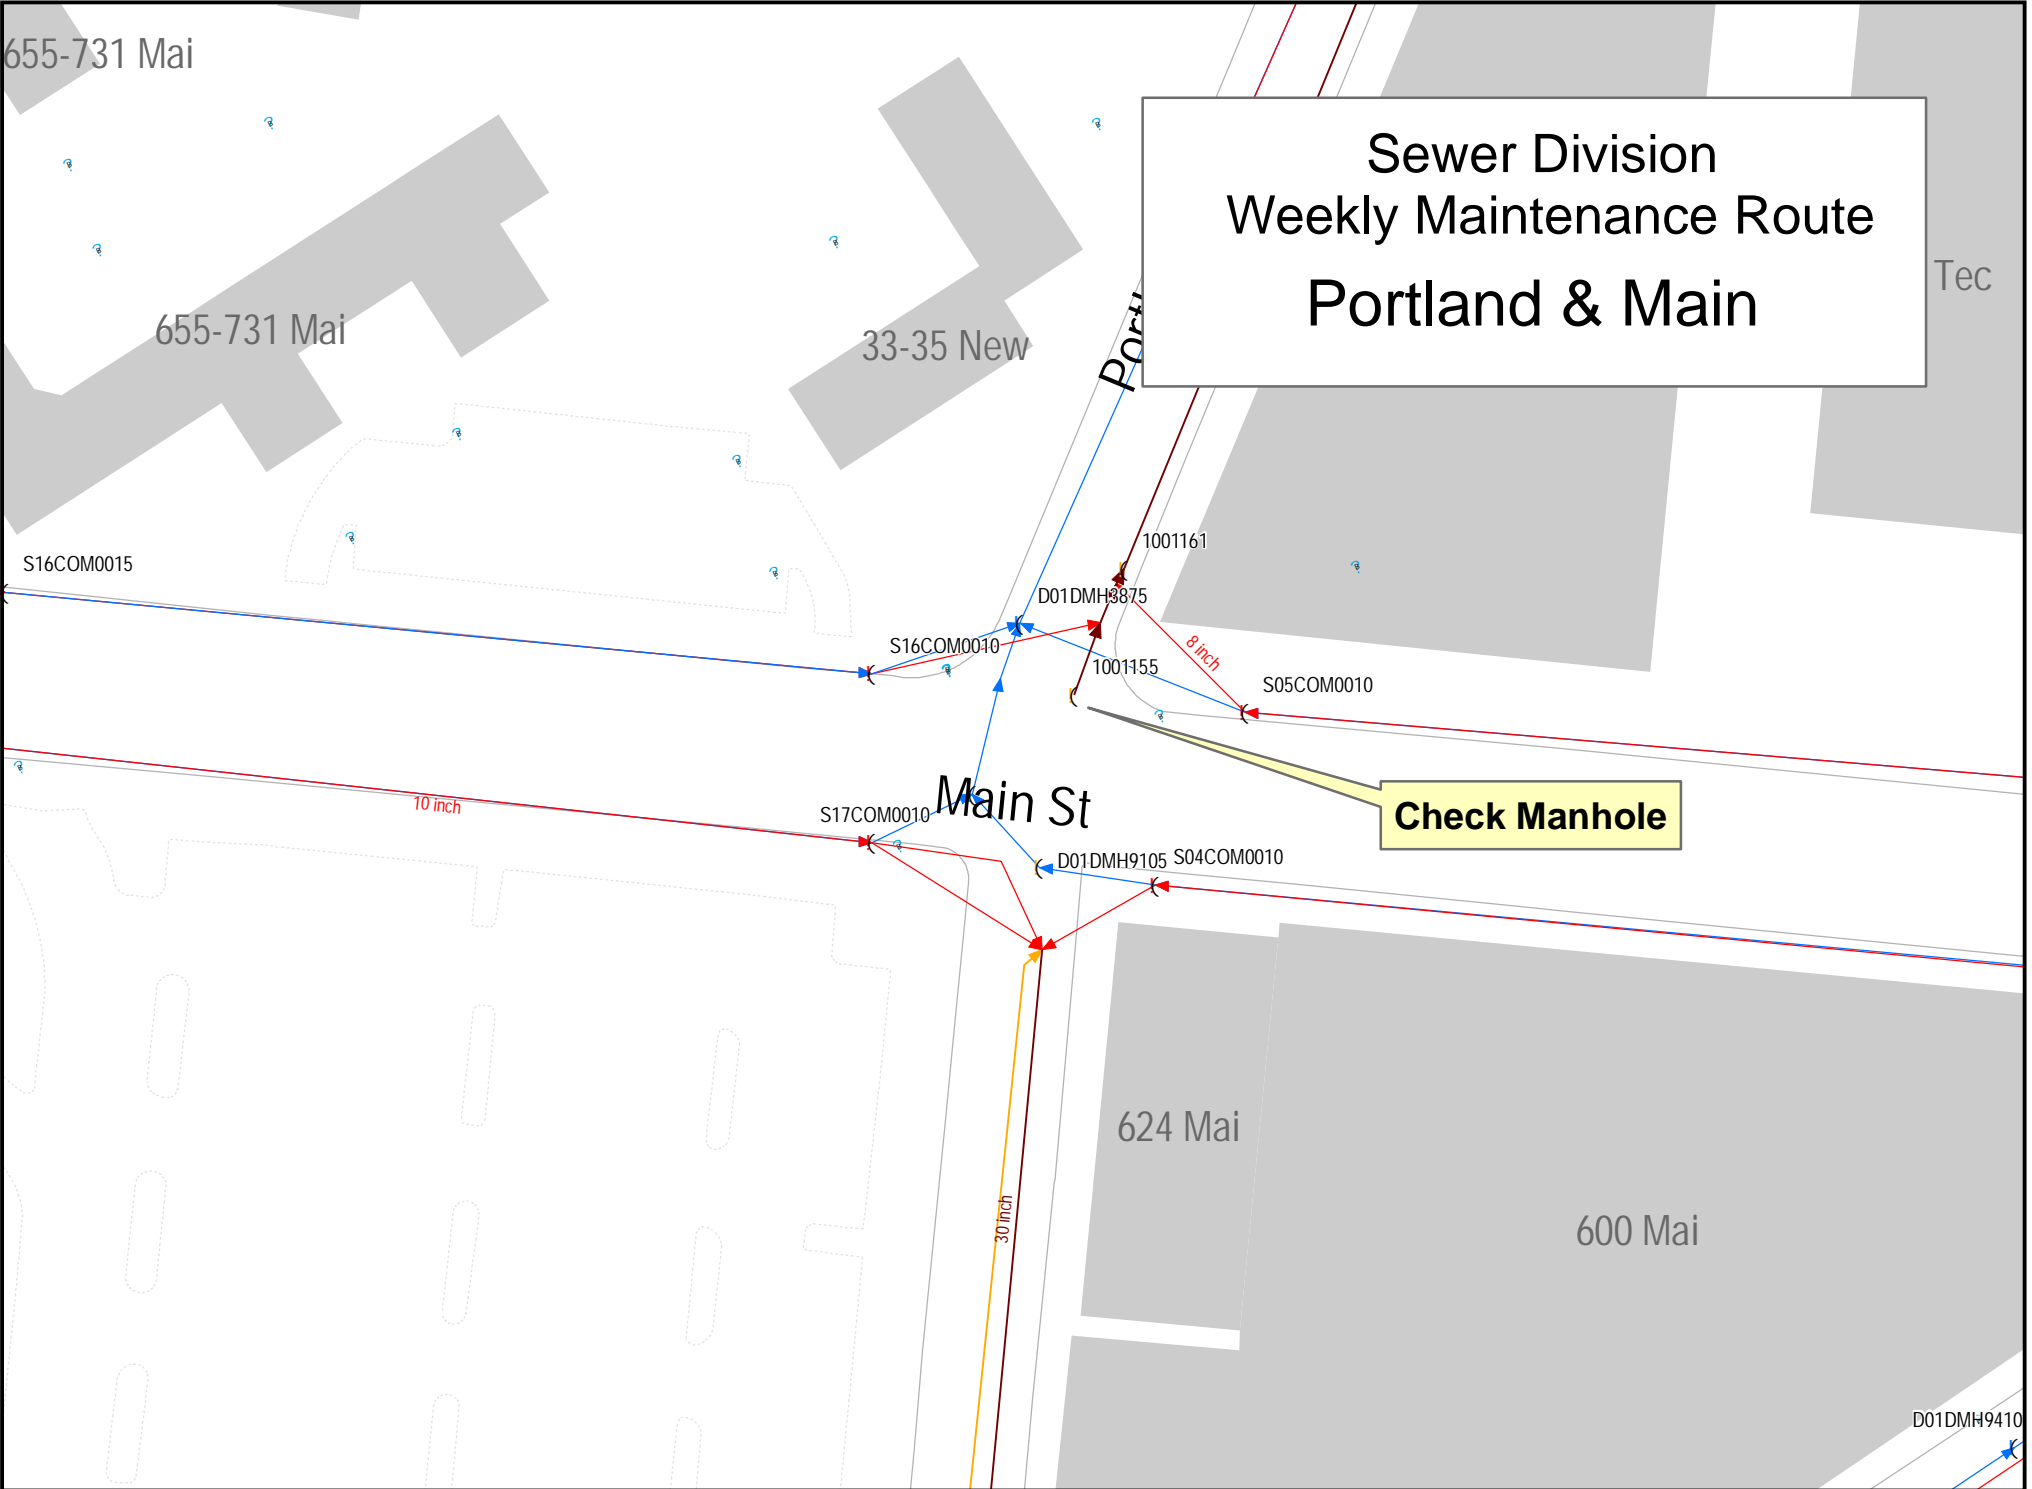 655-731 Mai
Sewer Division
Weekly Maintenance Route
Portland & Main
Tec
655-731 Mai
33-35 New
Portl
1001161
S16COM0015
D01DMH3875
S16COM0010
8 inch
1001155
S05COM0010
10 inch
S17COM0010
Main St
Check Manhole
D01DMH9105
S04COM0010
624 Mai
30 inch
600 Mai
D01DMH9410